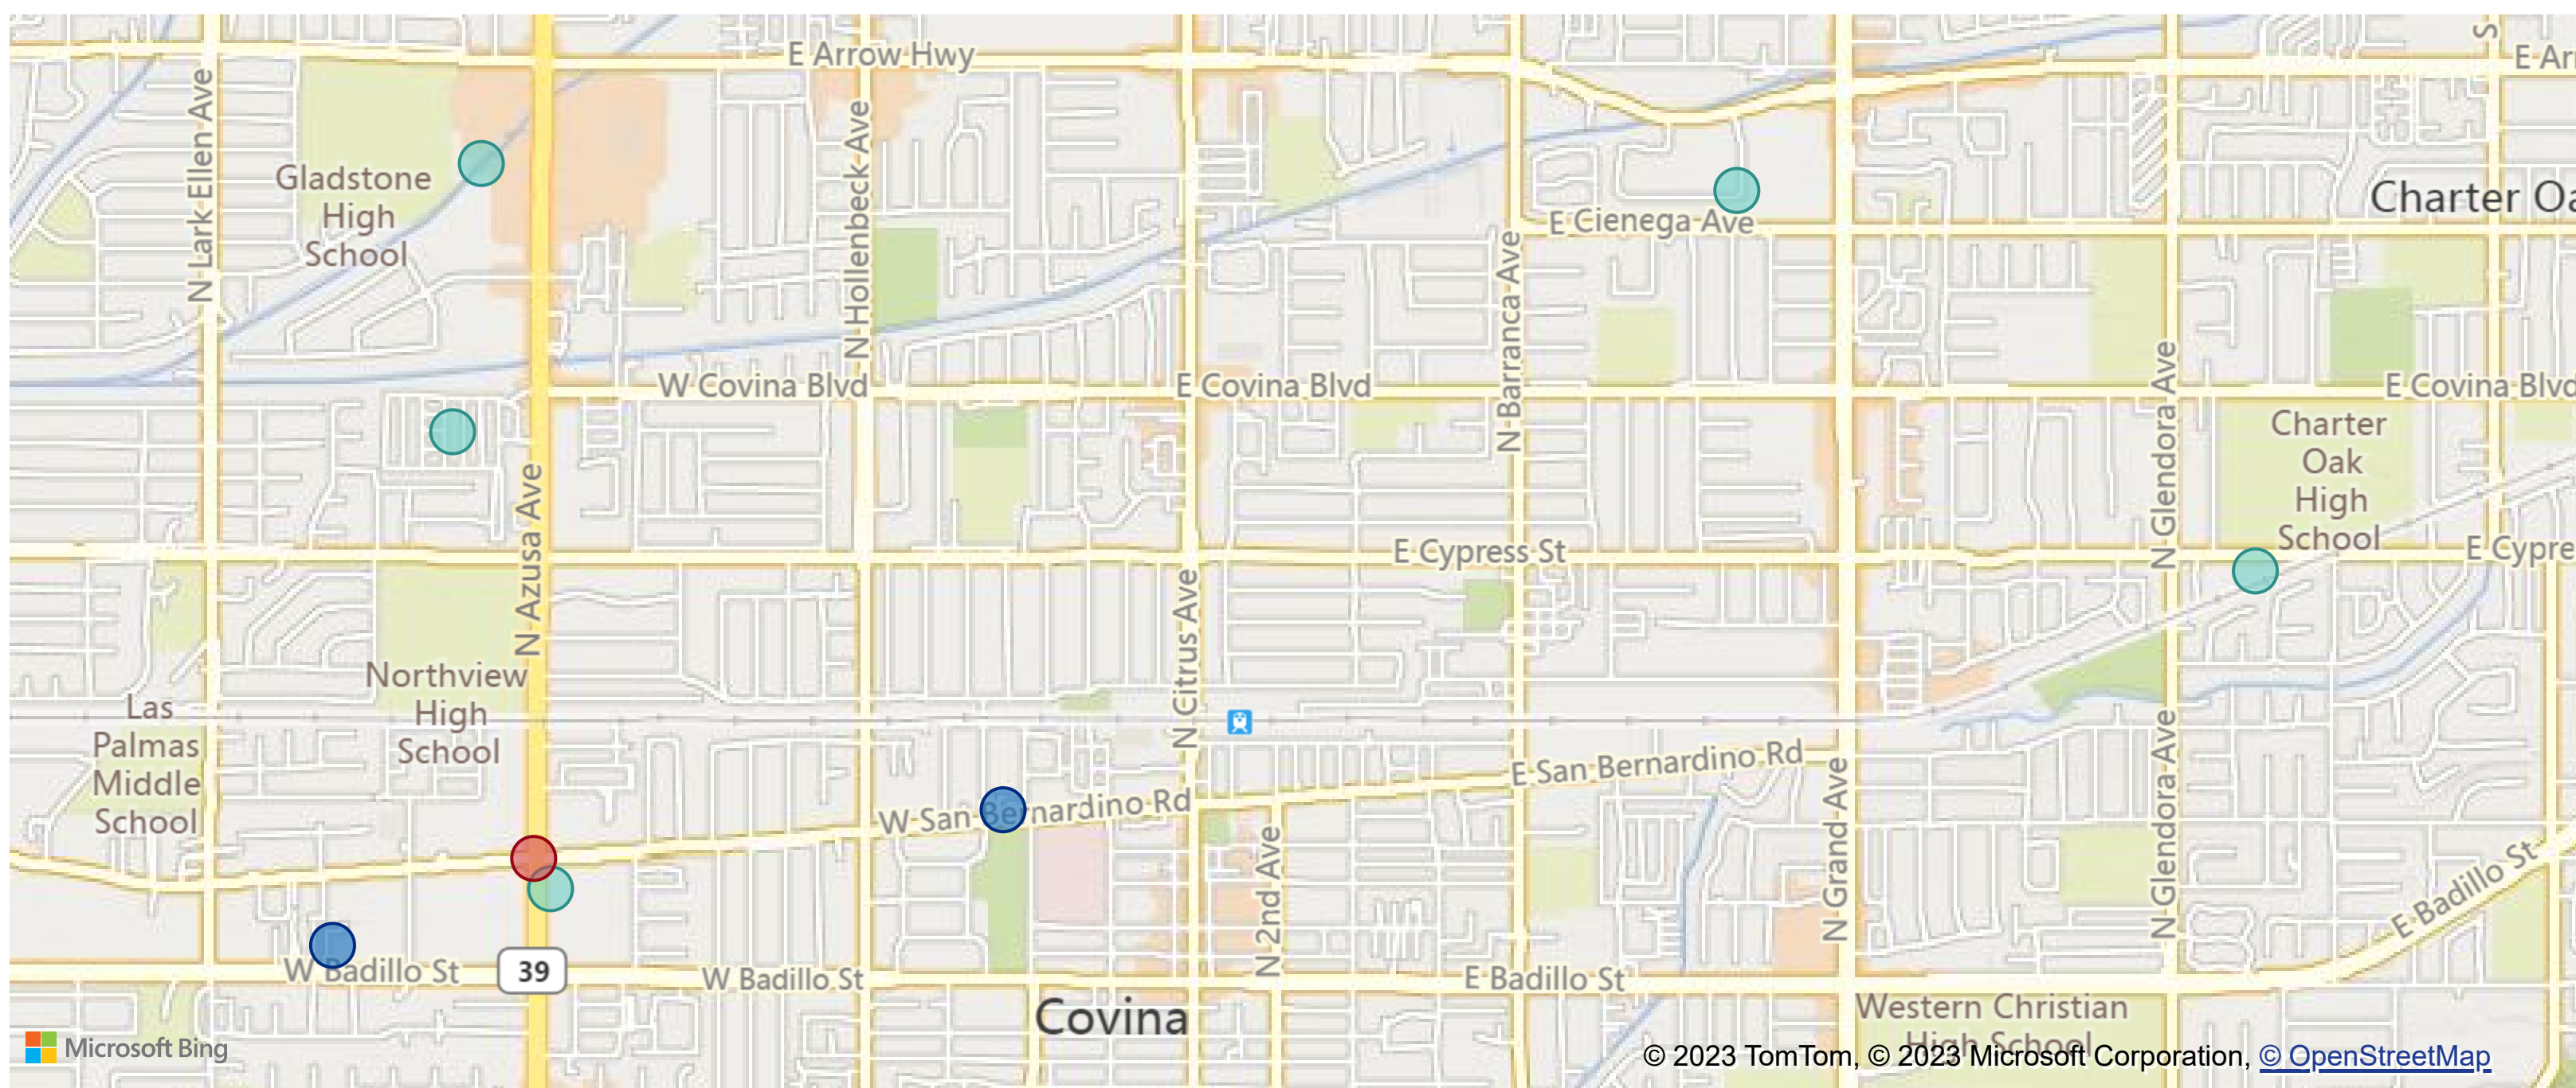 E Arrow Hwy
S
E Arr
N Lark Ellen Ave
N Hollenbeck Ave
Gladstone
High
School
Charter Oa
E Cienega Ave
N Barranca Ave
W Covina Blvd
E Covina Blvd
N Glendora Ave
E Covina Blvd
Charter
Oak
High
School
N Azusa Ave
E Cypress St
E Cypre
N Citrus Ave
Northview
High
School
Las
Palmas
Middle
School
E San Bernardino Rd
W San Bernardino Rd
N 2nd Ave
N Grand Ave
N Glendora Ave
E Badillo St
W Badillo St
39
W Badillo St
E Badillo St
Covina
Western Christian
High School
Microsoft Bing
© 2023 TomTom, © 2023 Microsoft Corporation, © OpenStreetMap